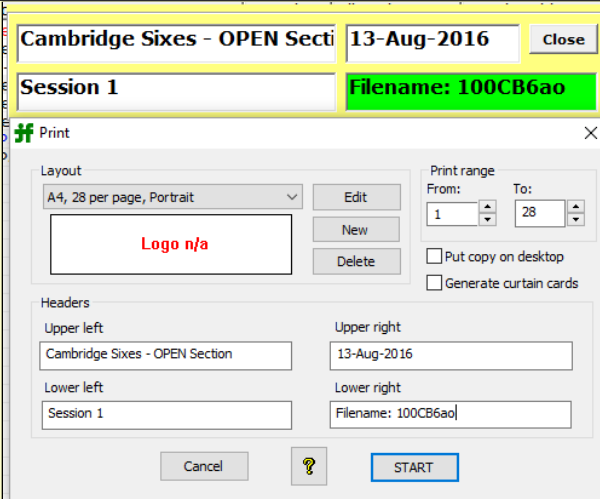 Cambridge Sixes - OPEN Secti
13-Aug-2016
Close
Session 1
Filename: 100CB6ao
Print
Layout
A4, 28 per page, Portrait
Edit
Logo n/a
New
Delete
Print range
From:
To:
1
28
Put copy on desktop
Generate curtain cards
Headers
Upper left
Upper right
Cambridge Sixes - OPEN Section
13-Aug-2016
Lower left
Lower right
Session 1
Filename: 100CB6ao
Cancel
?
START